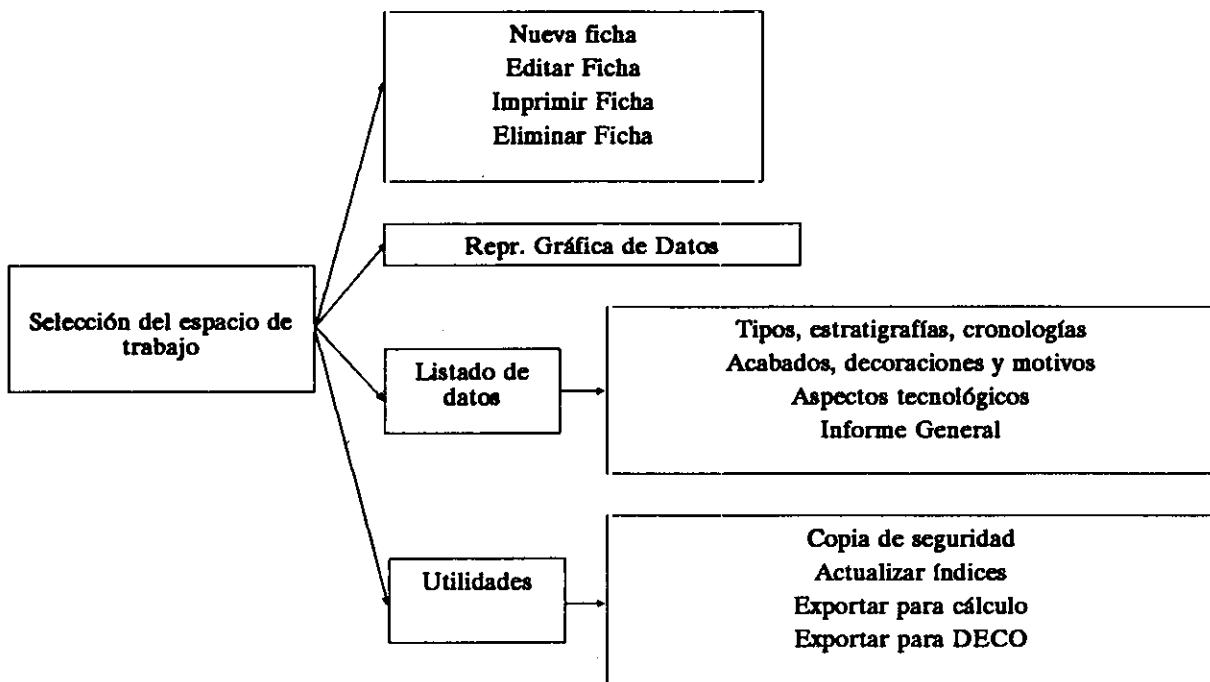 Nueva ficha
Editar Ficha
Imprimir Ficha
Eliminar Ficha
Repr. Gráfica de Datos
Selección del espacio de
trabajo
Listado de
datos
Tipos, estratigrafías, cronologías
Acabados, decoraciones y motivos
Aspectos tecnológicos
Informe General
Utilidades
Copia de seguridad
Actualizar índices
Exportar para cálculo
Exportar para DECO